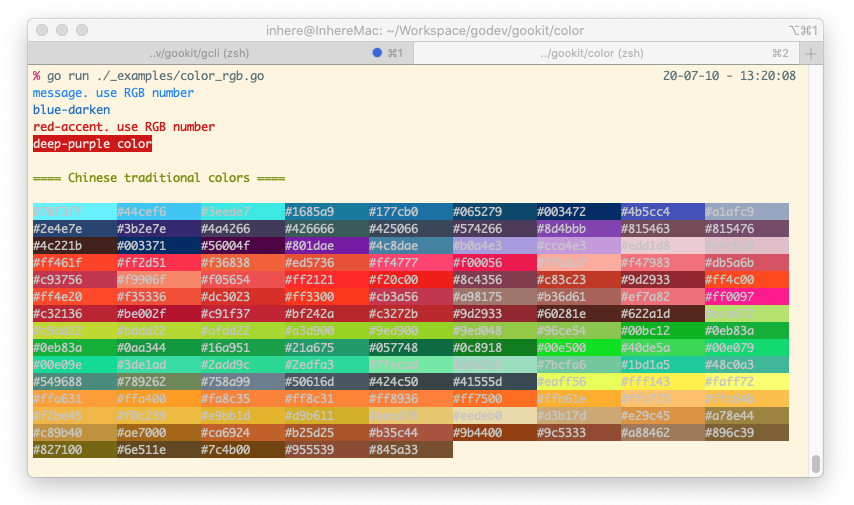 inhere@InhereMac: ~/Workspace/godev/gookit/color ⌥⌘1
..v/gookit/gcli (zsh) ⌘1 ../gookit/color (zsh) ⌘2 +
% go run ./_examples/color_rgb.go 20-07-10 - 13:20:08
message. use RGB number
blue-darken
red-accent. use RGB number
deep-purple color
==== Chinese traditional colors ====
#44cef6 #3eede7 #1685a9 #177cb0 #065279 #003472 #4b5cc4 #a1afc9
#2e4e7e #3b2e7e #4a4266 #426666 #425066 #574266 #8d4bbb #815463 #815476
#4c221b #003371 #56004f #801dae #4c8dae #b0a4e3 #cca4e3 #edd1d8
#ff461f #ff2d51 #f36838 #ed5736 #ff4777 #f00056 #f47983 #db5a6b
#c93756 #f9906f #f05654 #ff2121 #f20c00 #8c4356 #c83c23 #9d2933 #ff4c00
#ff4e20 #f35336 #dc3023 #ff3300 #cb3a56 #a98175 #b36d61 #ef7a82 #ff0097
#c32136 #be002f #c91f37 #bf242a #c3272b #9d2933 #60281e #622a1d
#c9dd22 #bddd22 #afdd22 #a3d900 #9ed900 #9ed048 #96ce54 #00bc12 #0eb83a
#0eb83a #0aa344 #16a951 #21a675 #057748 #0c8918 #00e500 #40de5a #00e079
#00e09e #3de1ad #2add9c #2edfa3 #7bcfa6 #1bd1a5 #48c0a3
#549688 #789262 #758a99 #50616d #424c50 #41555d #eaff56 #fff143 #faff72
#ffa631 #ffa400 #fa8c35 #ff8c31 #ff8936 #ff7500 #ffb61e #ffc773 #ffc64b
#f2be45 #f0c239 #e9bb1d #d9b611 #eedeb0 #d3b17d #e29c45 #a78e44
#c89b40 #ae7000 #ca6924 #b25d25 #b35c44 #9b4400 #9c5333 #a88462 #896c39
#827100 #6e511e #7c4b00 #955539 #845a33